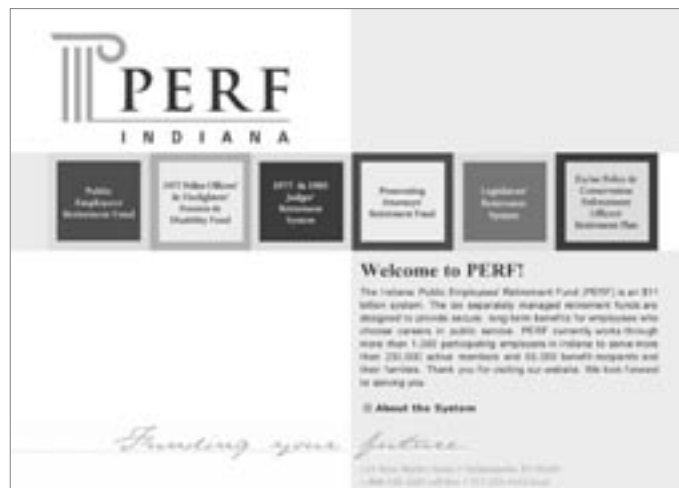 PERF
INDIANA
Public
Employees'
Retirement Fund
1977 Police Officers'
& Firefighters'
Pension &
Disability Fund
1977 & 1985
Judges'
Retirement
System
Prosecuting
Attorneys'
Retirement Fund
Legislators'
Retirement
System
Excise Police &
Conservation
Enforcement
Officers'
Retirement Plan
Welcome to PERF!
The Indiana Public Employees' Retirement Fund (PERF) is an $11
billion system. The six separately managed retirement funds are
designed to provide secure, long-term benefits for employees who
choose careers in public service. PERF currently works through
more than 1,000 participating employers in Indiana to serve more
than 200,000 active members and benefit recipients and
their families. Thank you for visiting our website. We look forward
to serving you.
About the System
Funding your future